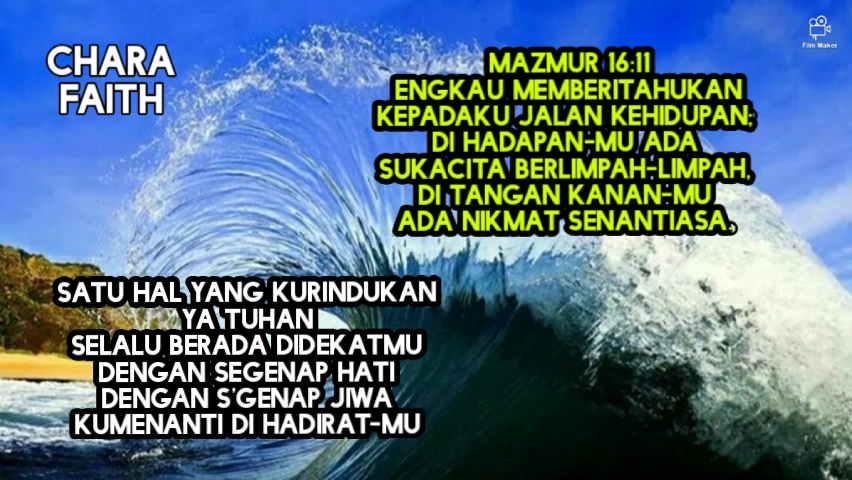 CHARA
FAITH
MAZMUR 16:11
ENGKAU MEMBERITAHUKAN
KEPADAKU JALAN KEHIDUPAN;
DI HADAPAN-MU ADA
SUKACITA BERLIMPAH-LIMPAH,
DI TANGAN KANAN-MU
ADA NIKMAT SENANTIASA.
SATU HAL YANG KURINDUKAN
YA TUHAN
SELALU BERADA DIDEKATMU
DENGAN SEGENAP HATI
DENGAN S'GENAP JIWA
KUMENANTI DI HADIRAT-MU
Film Maker